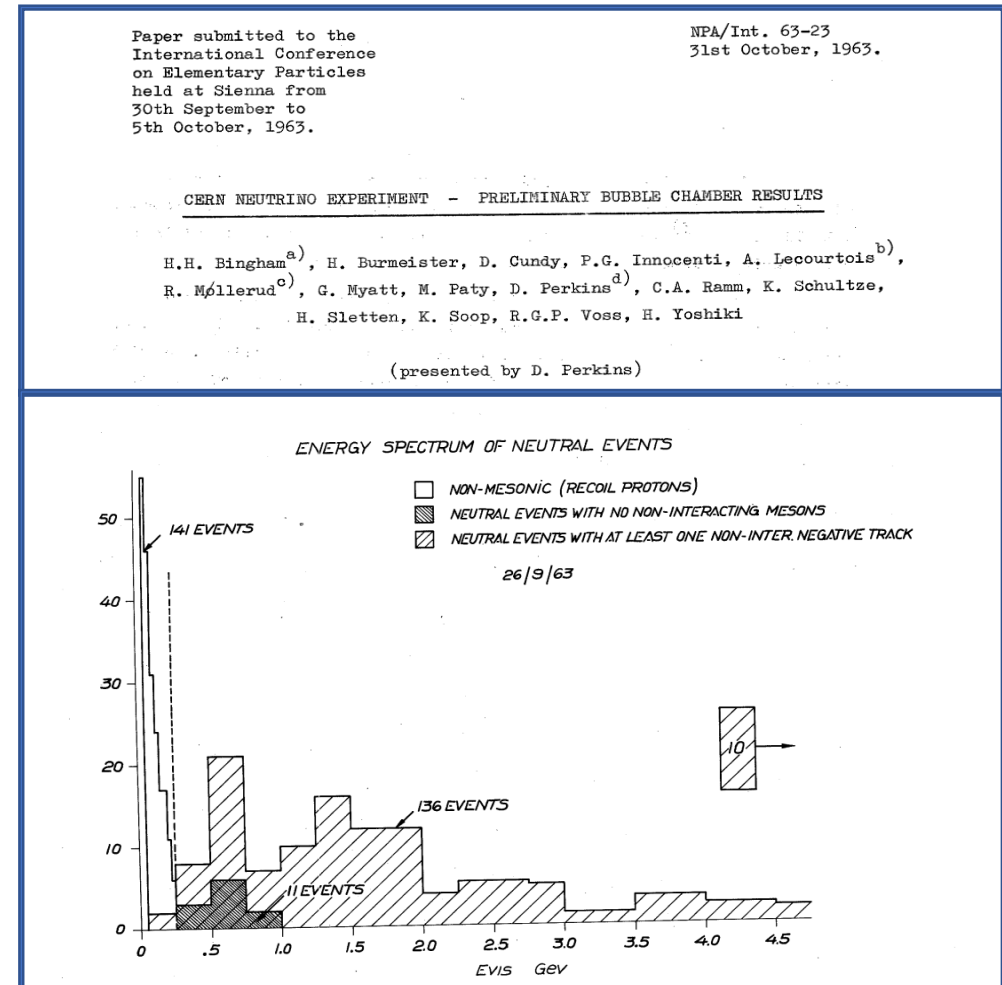 Paper submitted to the
International Conference
on Elementary Particles
held at Sienna from
30th September to
5th October, 1963.
NPA/Int. 63-23
31st October, 1963.
CERN NEUTRINO EXPERIMENT - PRELIMINARY BUBBLE CHAMBER RESULTS
H.H. Bingham a), H. Burmeister, D. Cundy, P.G. Innocenti, A. Lecourtois b),
R. Møllerud c), G. Myatt, M. Paty, D. Perkins d), C.A. Ramm, K. Schultze,
H. Sletten, K. Soop, R.G.P. Voss, H. Yoshiki
(presented by D. Perkins)
ENERGY SPECTRUM OF NEUTRAL EVENTS
NON-MESONIC (RECOIL PROTONS)
NEUTRAL EVENTS WITH NO NON-INTERACTING MESONS
NEUTRAL EVENTS WITH AT LEAST ONE NON-INTER. NEGATIVE TRACK
26/9/63
141 EVENTS
136 EVENTS
11 EVENTS
10
50
40
30
20
10
0
0 .5 1.0 1.5 2.0 2.5 3.0 3.5 4.0 4.5
EVIS GeV